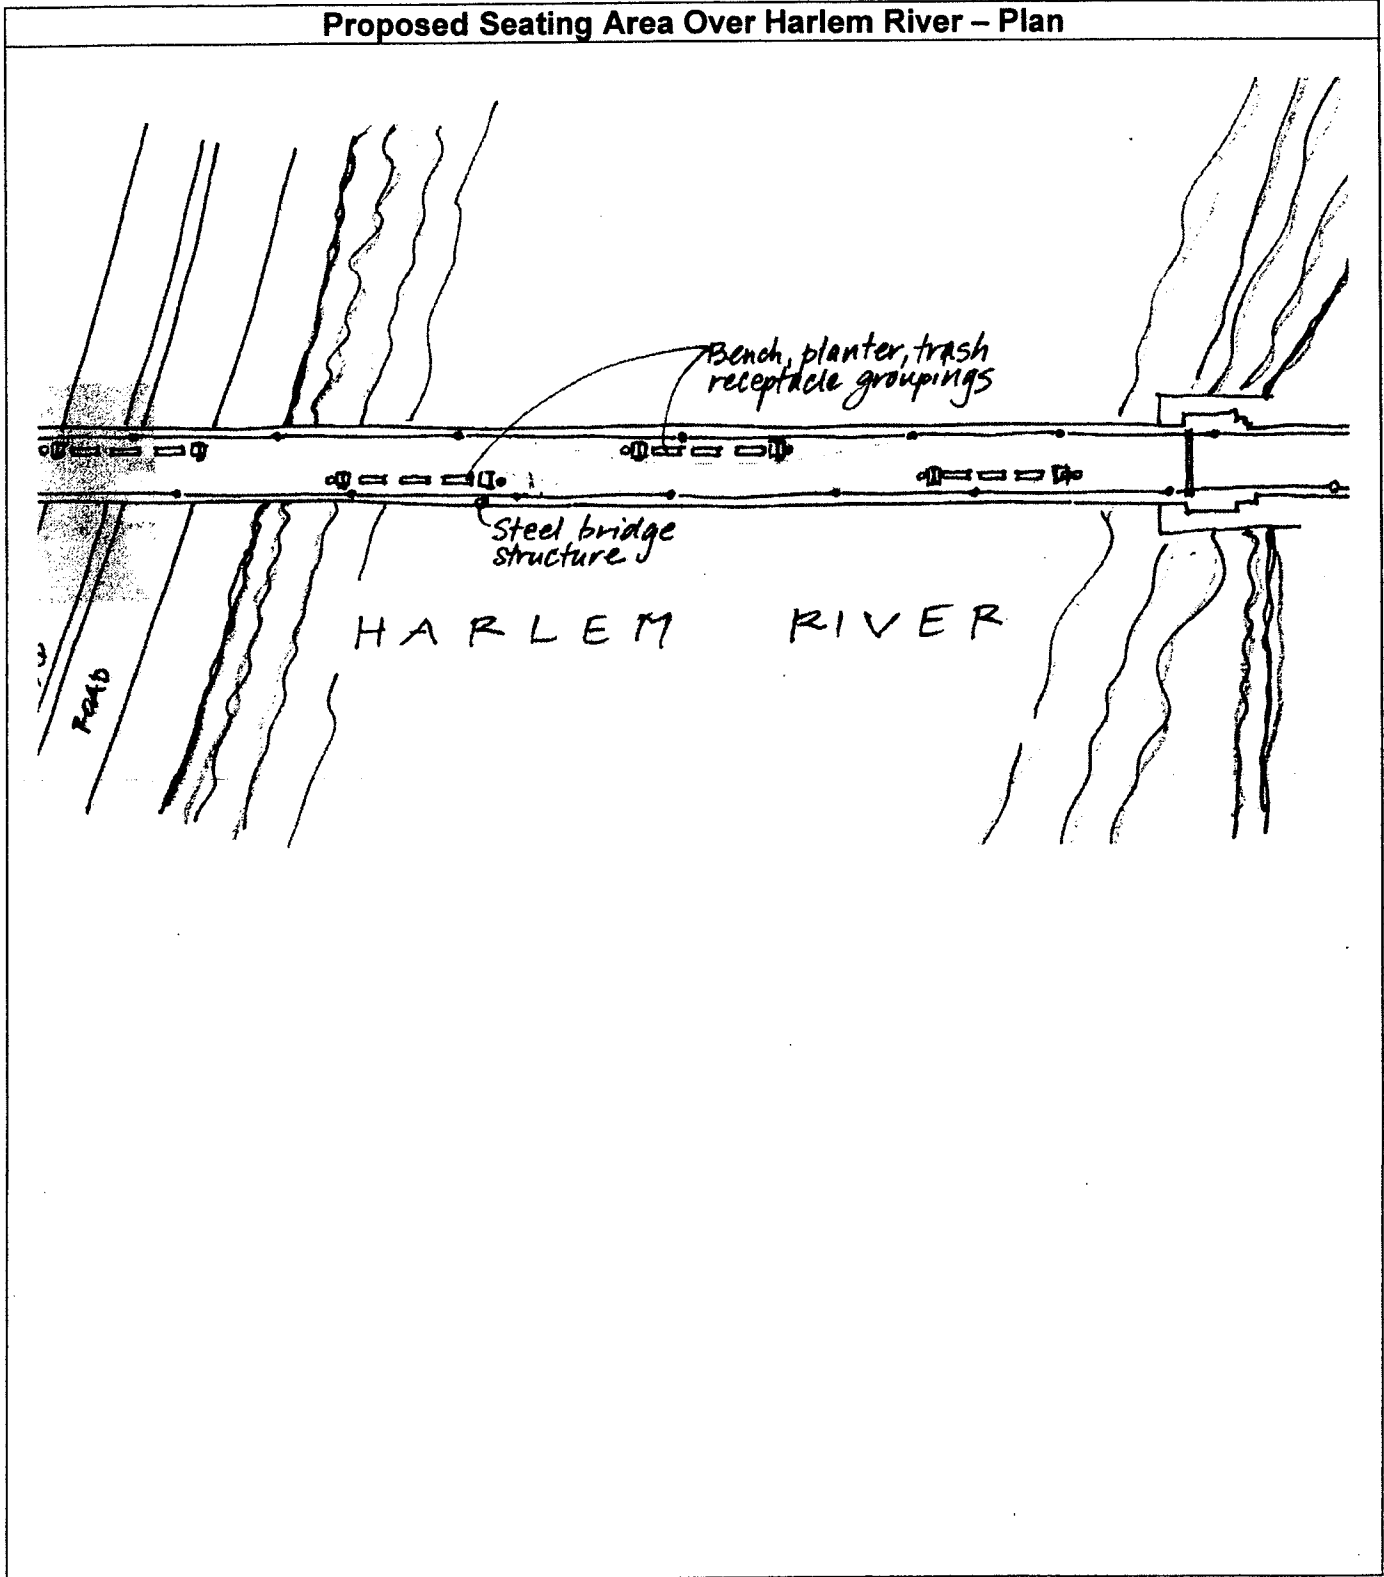 Proposed Seating Area Over Harlem River – Plan
Bench, planter, trash
receptacle groupings
Steel bridge
structure
HARLEM RIVER
ROAD